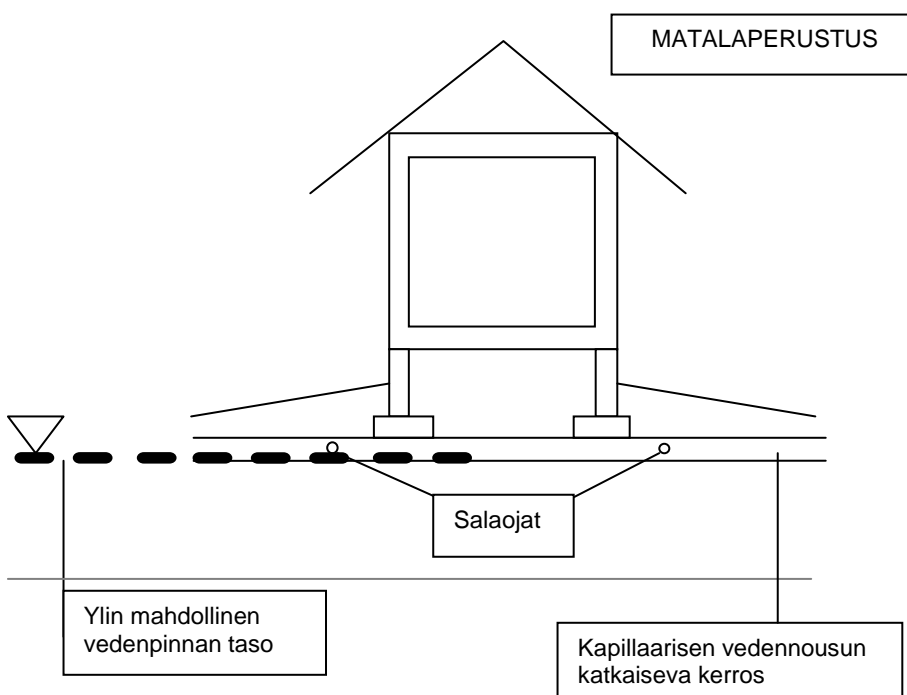 MATALAPERUSTUS
Salaojat
Ylin mahdollinen
vedenpinnan taso
Kapillaarisen vedennousun
katkaiseva kerros